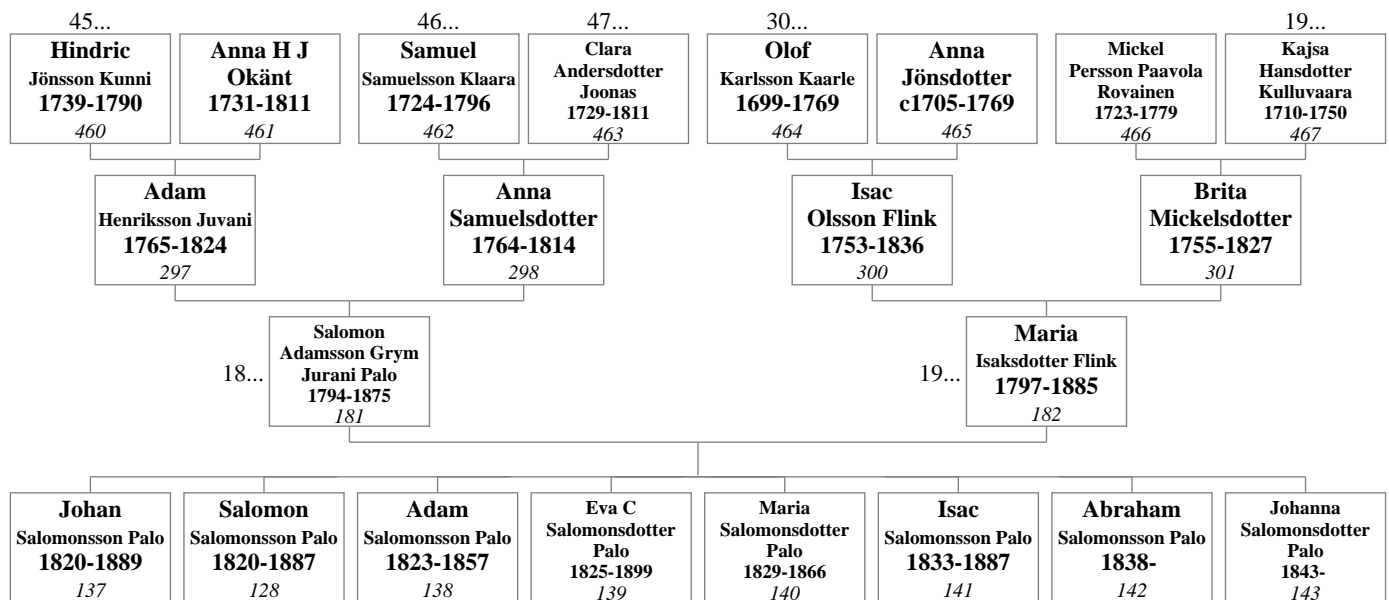 45...
46...
47...
30...
19...
Hindric
Jönsson Kunni
1739-1790
460
Anna H J
Okänt
1731-1811
461
Samuel
Samuelsson Klaara
1724-1796
462
Clara
Andersdotter
Joonas
1729-1811
463
Olof
Karlsson Kaarle
1699-1769
464
Anna
Jönsdotter
c1705-1769
465
Mickel
Persson Paavola
Rovainen
1723-1779
466
Kajsa
Hansdotter
Kulluvaara
1710-1750
467
Adam
Henriksson Juvani
1765-1824
297
Anna
Samuelsdotter
1764-1814
298
Isac
Olsson Flink
1753-1836
300
Brita
Mickelsdotter
1755-1827
301
18...
Salomon
Adamsson Grym
Jurani Palo
1794-1875
181
19...
Maria
Isaksdotter Flink
1797-1885
182
Johan
Salomonsson Palo
1820-1889
137
Salomon
Salomonsson Palo
1820-1887
128
Adam
Salomonsson Palo
1823-1857
138
Eva C
Salomonsdotter
Palo
1825-1899
139
Maria
Salomonsdotter
Palo
1829-1866
140
Isac
Salomonsson Palo
1833-1887
141
Abraham
Salomonsson Palo
1838-
142
Johanna
Salomonsdotter
Palo
1843-
143